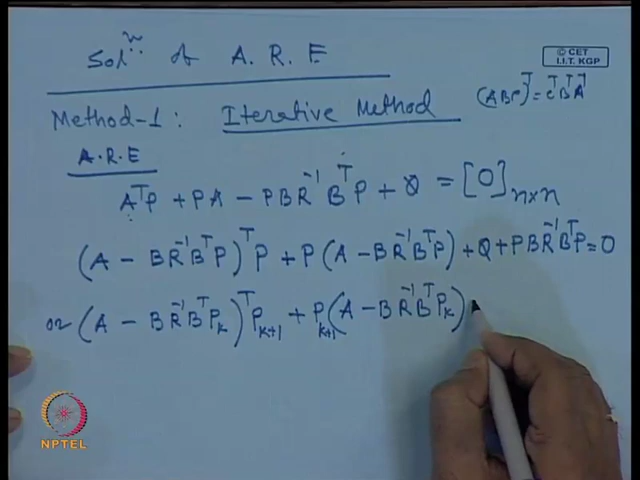 Solⁿ of A. R. E
© CET
I.I.T. KGP
Method-1: Iterative Method
(ABC)ᵀ = CᵀBᵀAᵀ
A.R.E
AᵀP + PA - PBR⁻¹BᵀP + Q = [0]ₙₓₙ
(A - BR⁻¹BᵀP)ᵀP + P(A - BR⁻¹BᵀP) + Q + PBR⁻¹BᵀP = 0
or (A - BR⁻¹BᵀPₖ)ᵀPₖ₊₁ + Pₖ₊₁(A - BR⁻¹BᵀPₖ)
NPTEL